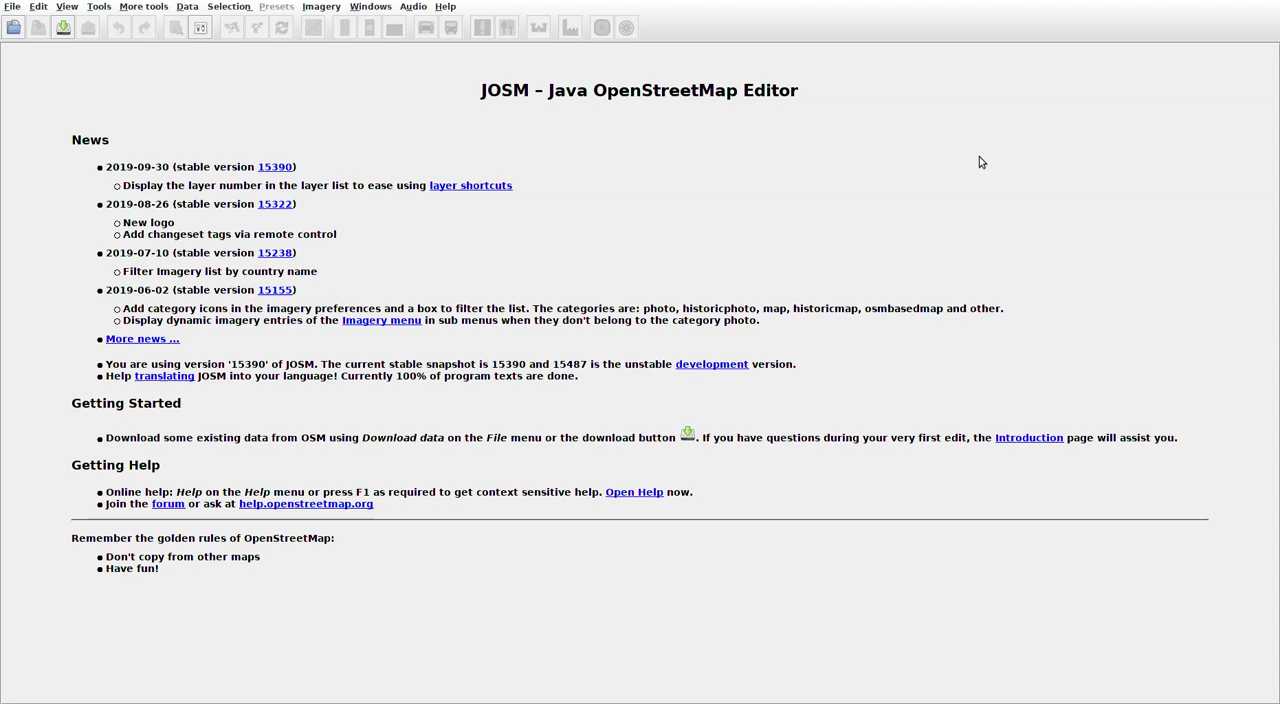 File Edit View Tools More tools Data Selection Presets Imagery Windows Audio Help
JOSM – Java OpenStreetMap Editor
News
2019-09-30 (stable version 15390)
Display the layer number in the layer list to ease using layer shortcuts
2019-08-26 (stable version 15322)
New logo
Add changeset tags via remote control
2019-07-10 (stable version 15238)
Filter Imagery list by country name
2019-06-02 (stable version 15155)
Add category icons in the imagery preferences and a box to filter the list. The categories are: photo, historicphoto, map, historicmap, osmbasedmap and other.
Display dynamic imagery entries of the Imagery menu in sub menus when they don't belong to the category photo.
More news ...
You are using version '15390' of JOSM. The current stable snapshot is 15390 and 15487 is the unstable development version.
Help translating JOSM into your language! Currently 100% of program texts are done.
Getting Started
Download some existing data from OSM using Download data on the File menu or the download button . If you have questions during your very first edit, the Introduction page will assist you.
Getting Help
Online help: Help on the Help menu or press F1 as required to get context sensitive help. Open Help now.
Join the forum or ask at help.openstreetmap.org
Remember the golden rules of OpenStreetMap:
Don't copy from other maps
Have fun!